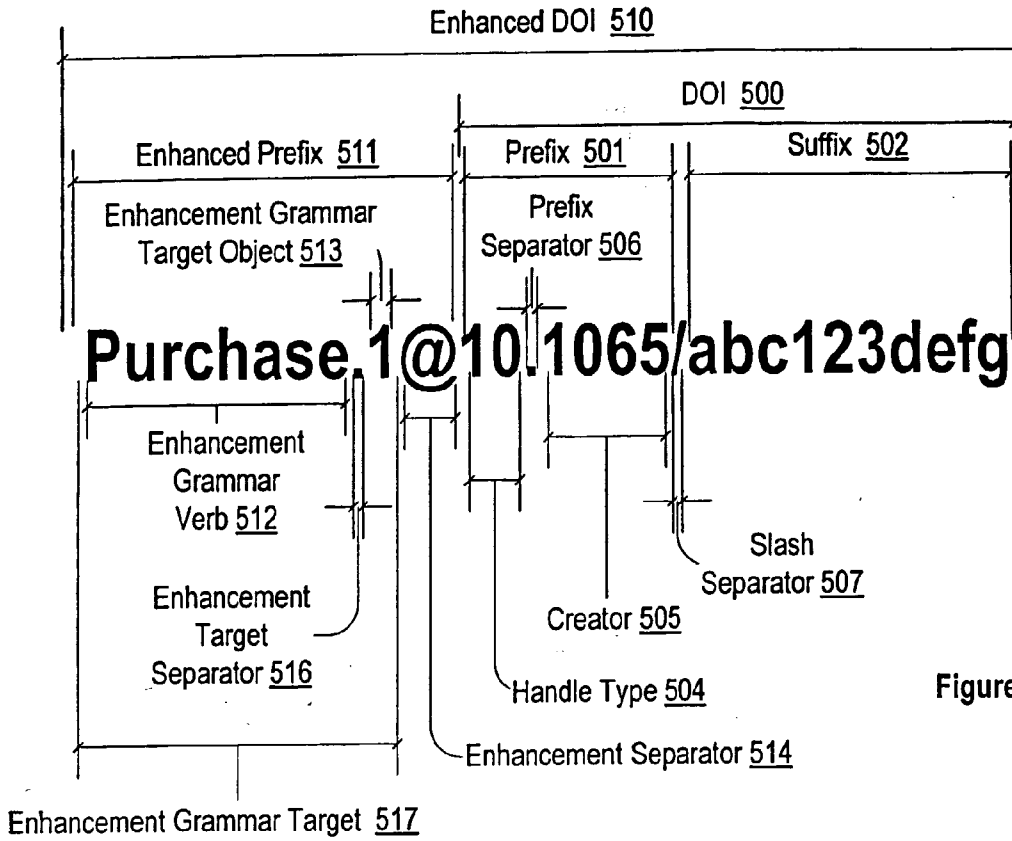 Enhanced DOI 510
DOI 500
Enhanced Prefix 511
Prefix 501
Suffix 502
Enhancement Grammar
Target Object 513
Prefix
Separator 506
Purchase.1@10.1065/abc123defg
Enhancement
Grammar
Verb 512
Slash
Separator 507
Enhancement
Target
Separator 516
Creator 505
Handle Type 504
Figure
Enhancement Separator 514
Enhancement Grammar Target 517